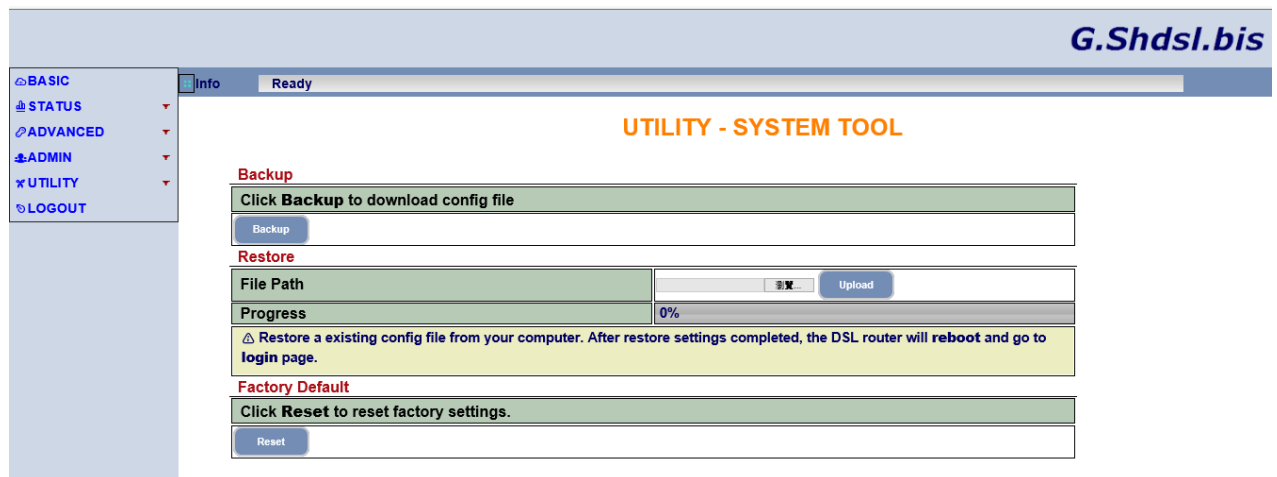 G.Shdsl.bis
BASIC
STATUS
ADVANCED
ADMIN
UTILITY
LOGOUT
Info Ready
UTILITY - SYSTEM TOOL
Backup
Click Backup to download config file
Backup
Restore
File Path Upload
Progress 0%
⚠ Restore a existing config file from your computer. After restore settings completed, the DSL router will reboot and go to
login page.
Factory Default
Click Reset to reset factory settings.
Reset